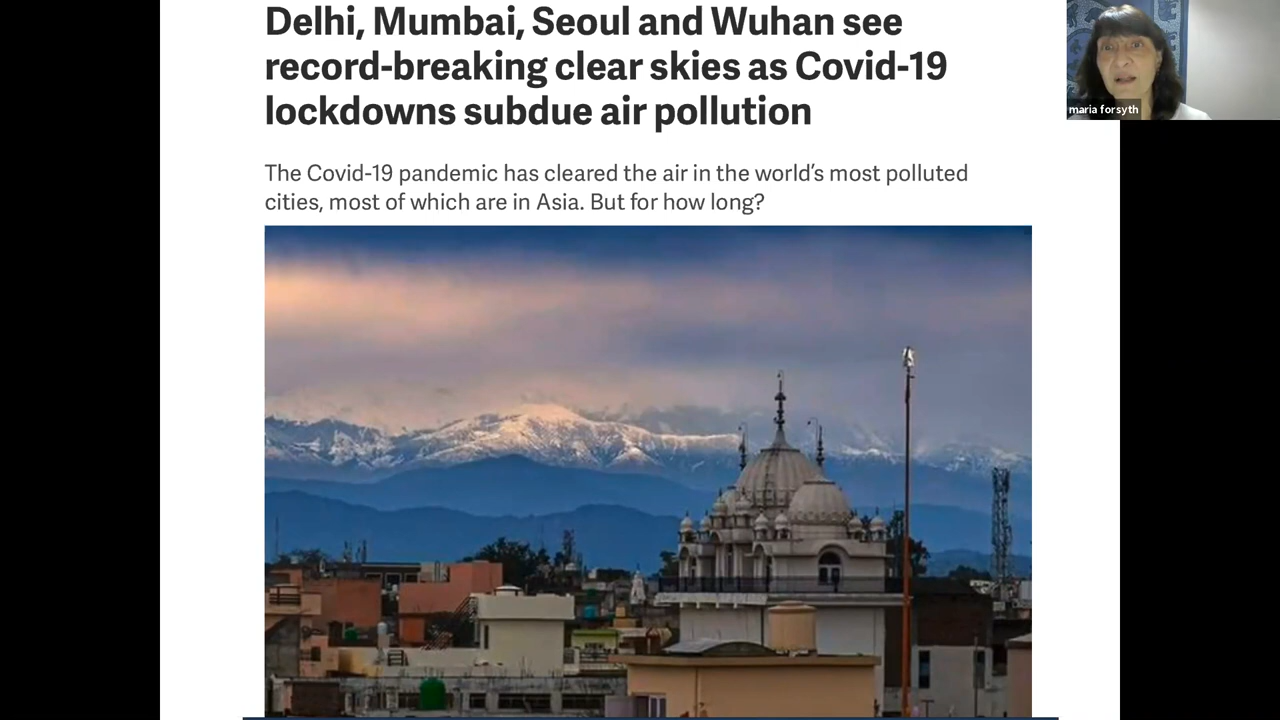 Delhi, Mumbai, Seoul and Wuhan see
record-breaking clear skies as Covid-19
lockdowns subdue air pollution
The Covid-19 pandemic has cleared the air in the world’s most polluted
cities, most of which are in Asia. But for how long?
maria forsyth